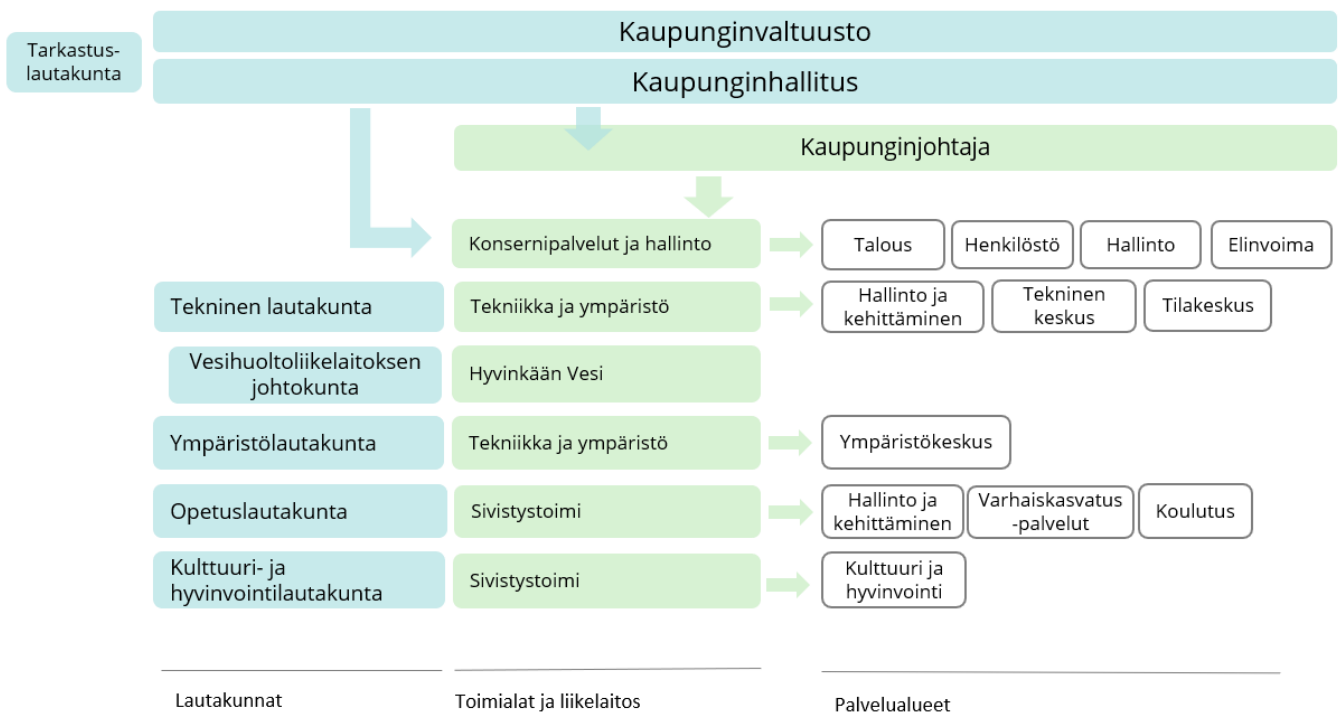 Kaupunginvaltuusto
Tarkastus-
lautakunta
Kaupunginhallitus
Kaupunginjohtaja
Konsernipalvelut ja hallinto
Talous
Henkilöstö
Hallinto
Elinvoima
Tekninen lautakunta
Tekniikka ja ympäristö
Hallinto ja
kehittäminen
Tekninen
keskus
Tilakeskus
Vesihuoltoliikelaitoksen
johtokunta
Hyvinkään Vesi
Ympäristölautakunta
Tekniikka ja ympäristö
Ympäristökeskus
Opetuslautakunta
Sivistystoimi
Hallinto ja
kehittäminen
Varhaiskasvatus
-palvelut
Koulutus
Kulttuuri- ja
hyvinvointilautakunta
Sivistystoimi
Kulttuuri ja
hyvinvointi
Lautakunnat
Toimialat ja liikelaitos
Palvelualueet